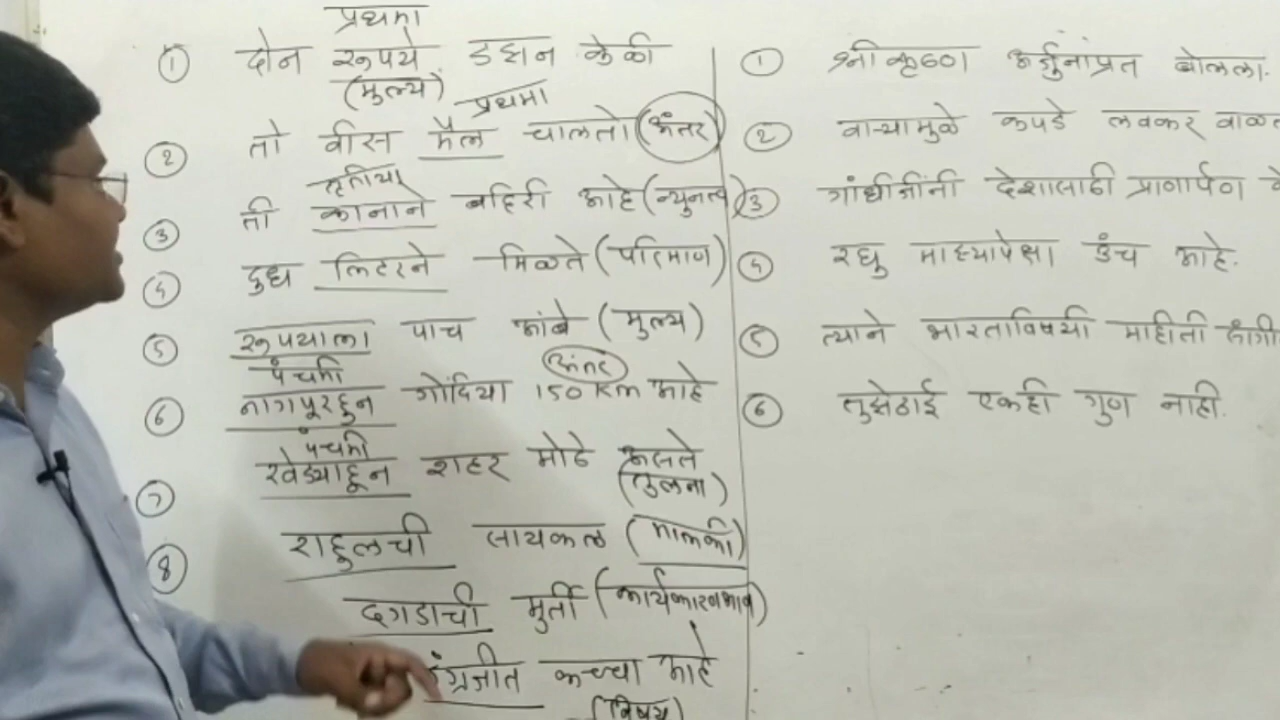 प्रथमा
① दोन रूपये डझन केळी
(मुल्य)
प्रथमा
② तो वीस मैल चालतो (अंतर)
तृतीया
③ ती कानाने बहिरी आहे (न्युनत्व)
④ दुध लिटरने मिळते (परिमाण)
⑤ रूपयाला पाच आंबे (मुल्य)
पंचमी
अंतर
⑥ नागपूरहुन गोंदिया 150 Km आहे
पंचमी
⑦ खेड्याहून शहर मोठे असते
(तुलना)
⑧ राहुलची सायकल (मालकी)
दगडाची मुर्ती (कार्यकारणभाव)
इंग्रजीत कच्चा आहे
(विषय)
① श्रीकृष्ण अर्जुनांप्रत बोलला.
② वाऱ्यामुळे कपडे लवकर वाळत
③ गांधीजींनी देशासाठी प्राणार्पण के
④ रघु माझ्यापेक्षा उंच आहे.
⑤ त्याने भारताविषयी माहीती सांगी
⑥ तुझेठाई एकही गुण नाही.